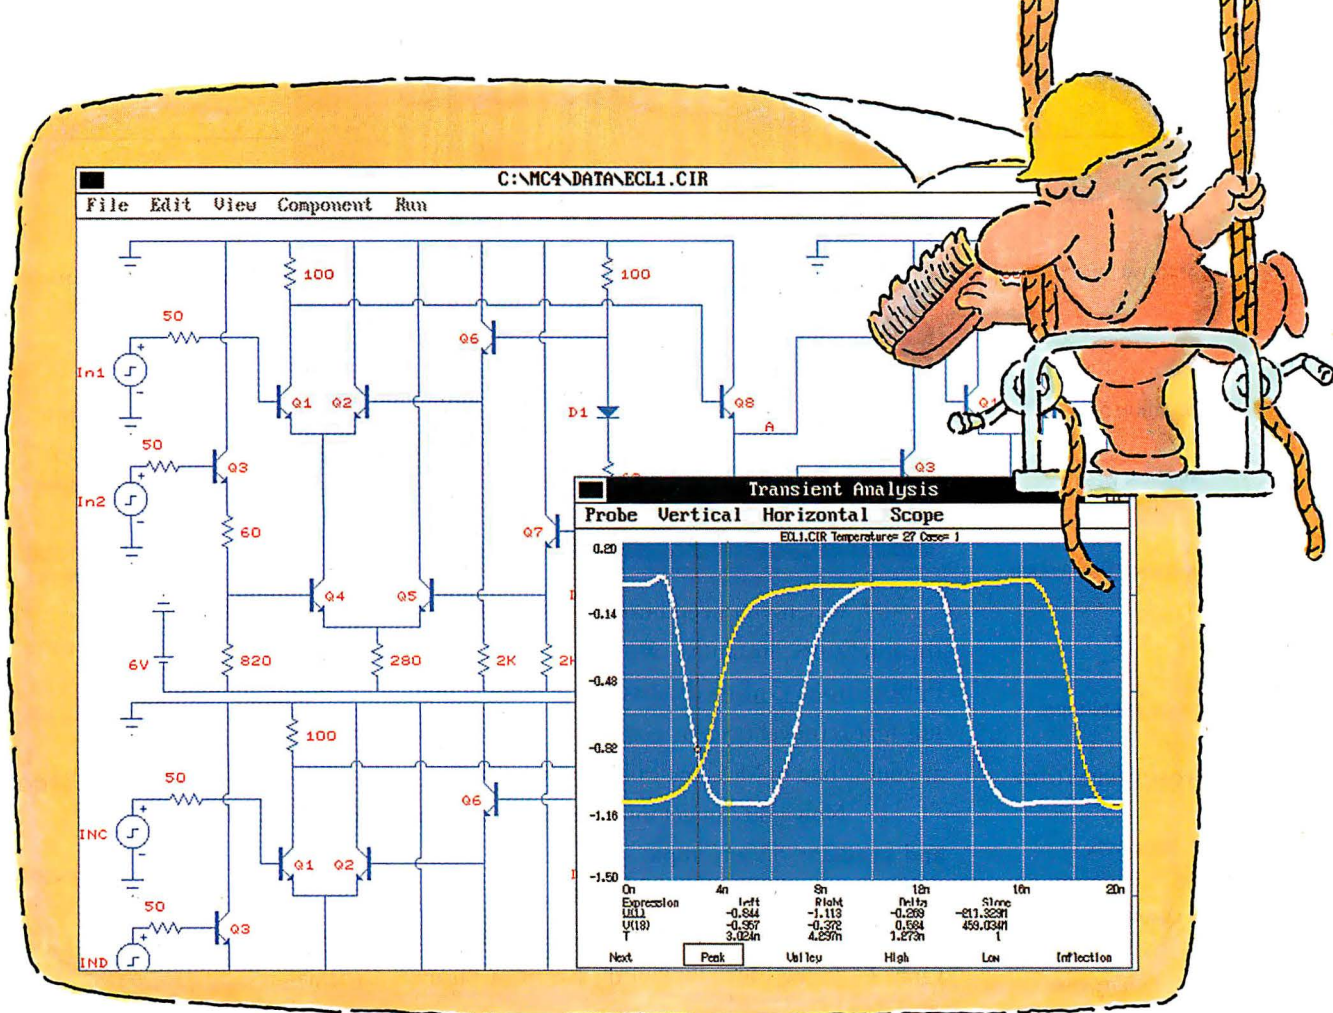 C:\MC4\DATA\ECL1.CIR
File Edit View Component Run
100
100
50
Q6
In1
Q1
Q2
D1
Q8
A
50
Q3
Q3
In2
60
Q7
Q4
Q5
6V
820
280
2K
100
50
Q6
INC
Q1
Q2
50
Q3
IND
Transient Analysis
Probe Vertical Horizontal Scope
ECL1.CIR Temperature= 27 Case= 1
0.20
-0.14
-0.48
-0.82
-1.16
-1.50
0n 4n 8n 12n 16n 20n
Expression Left Right Delta Slope
-0.844 -1.113 -0.269
V(18) -0.957 -0.372 0.584 459.034M
T 3.024n 4.297n 1.273n 1
Next Peak Valley High Low Inflection